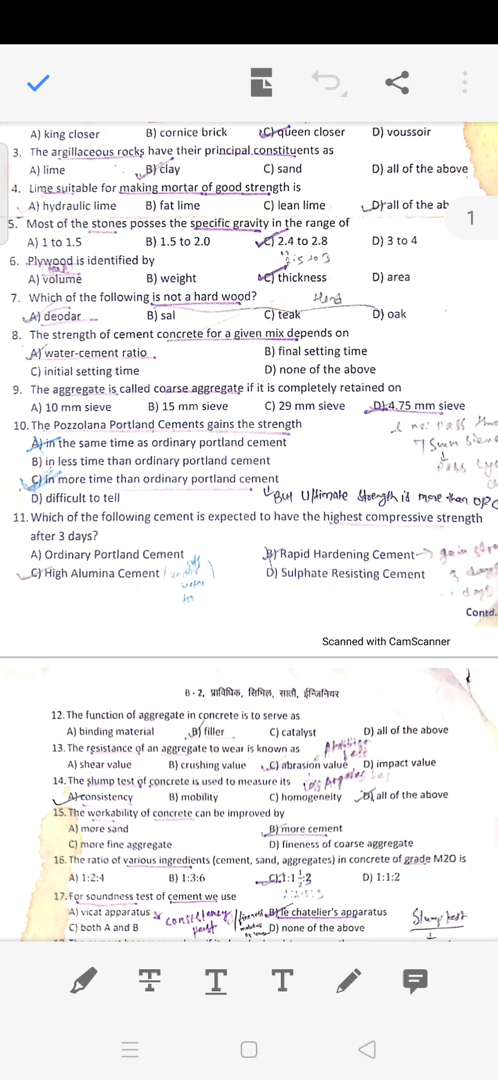 A) king closer B) cornice brick C) queen closer D) voussoir
3. The argillaceous rocks have their principal constituents as
A) lime B) clay C) sand D) all of the above
4. Lime suitable for making mortar of good strength is
A) hydraulic lime B) fat lime C) lean lime D) all of the ab
5. Most of the stones posses the specific gravity in the range of
1
A) 1 to 1.5 B) 1.5 to 2.0 C) 2.4 to 2.8 D) 3 to 4
6. Plywood is identified by 2.5 to 3
A) volume B) weight C) thickness D) area
7. Which of the following is not a hard wood?
A) deodar B) sal C) teak D) oak
8. The strength of cement concrete for a given mix depends on
A) water-cement ratio B) final setting time
C) initial setting time D) none of the above
9. The aggregate is called coarse aggregate if it is completely retained on
A) 10 mm sieve B) 15 mm sieve C) 29 mm sieve D) 4.75 mm sieve
10. The Pozzolana Portland Cements gains the strength
A) in the same time as ordinary portland cement
B) in less time than ordinary portland cement
C) in more time than ordinary portland cement
D) difficult to tell But Ultimate strength is more than OPC
11. Which of the following cement is expected to have the highest compressive strength
after 3 days?
A) Ordinary Portland Cement B) Rapid Hardening Cement
C) High Alumina Cement D) Sulphate Resisting Cement
Contd.
Scanned with CamScanner
8 - 2, प्राविधिक, सिभिल, सातौ, ईन्जिनियर
12. The function of aggregate in concrete is to serve as
A) binding material B) filler C) catalyst D) all of the above
13. The resistance of an aggregate to wear is known as
A) shear value B) crushing value C) abrasion value D) impact value
14. The slump test of concrete is used to measure its
A) consistency B) mobility C) homogeneity D) all of the above
15. The workability of concrete can be improved by
A) more sand B) more cement
C) more fine aggregate D) fineness of coarse aggregate
16. The ratio of various ingredients (cement, sand, aggregates) in concrete of grade M20 is
A) 1:2:4 B) 1:3:6 C) 1:1½:3 D) 1:1:2
17. For soundness test of cement we use
A) vicat apparatus consistency B) le chatelier's apparatus Slump test
C) both A and B D) none of the above